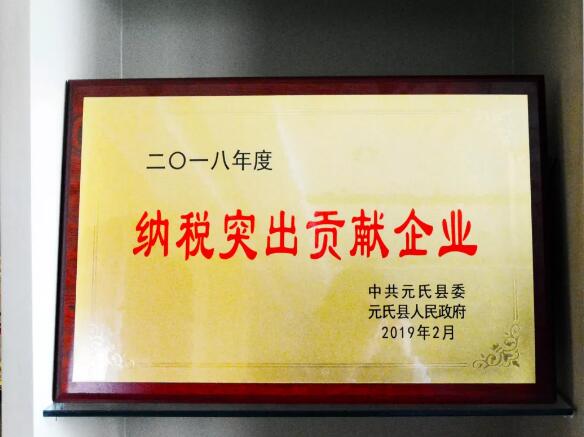 二〇一八年度
纳税突出贡献企业
中共元氏县委
元氏县人民政府
2019年2月